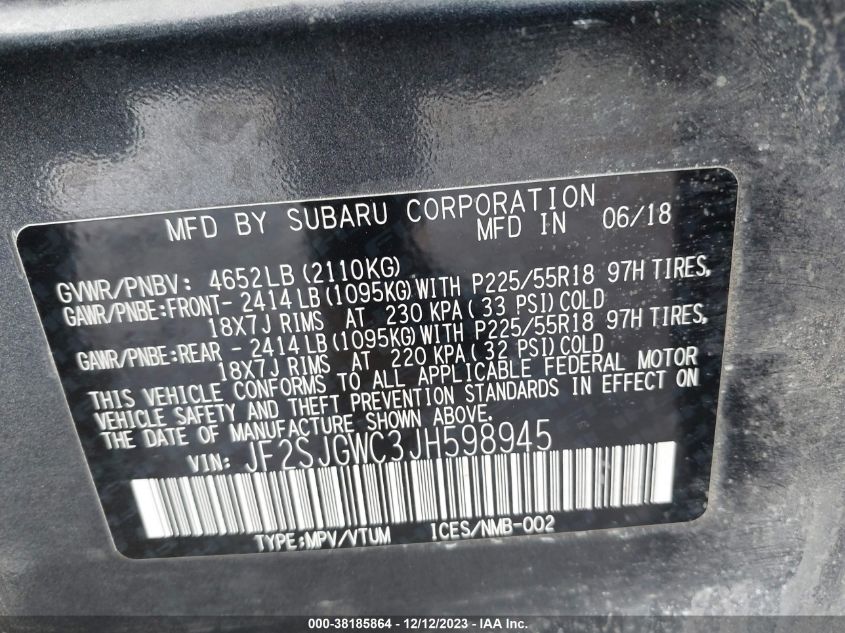 MFD BY SUBARU CORPORATION
MFD IN 06/18
GVWR/PNBV: 4652LB (2110KG)
GAWR/PNBE:FRONT- 2414LB (1095KG) WITH P225/55R18 97H TIRES,
18X7J RIMS AT 230 KPA (33 PSI) COLD
GAWR/PNBE:REAR - 2414LB (1095KG) WITH P225/55R18 97H TIRES,
18X7J RIMS AT 220 KPA (32 PSI) COLD
THIS VEHICLE CONFORMS TO ALL APPLICABLE FEDERAL MOTOR
VEHICLE SAFETY AND THEFT PREVENTION STANDARDS IN EFFECT ON
THE DATE OF MANUFACTURE SHOWN ABOVE.
VIN: JF2SJGWC3JH598945
TYPE:MPV/VTUM ICES/NMB-002
000-38185864 - 12/12/2023 - © IAA, Inc.